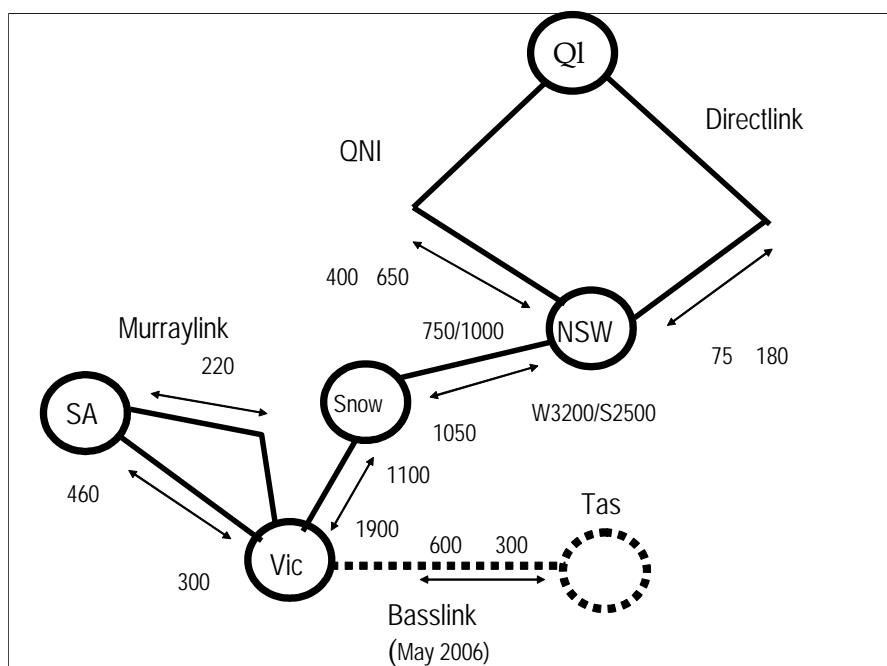 Ql
Directlink
QNI
400 650
Murraylink
750/1000
NSW
220
75 180
SA
Snow
W3200/S2500
1050
460
1100
Tas
1900
600 300
Vic
300
Basslink
(May 2006)